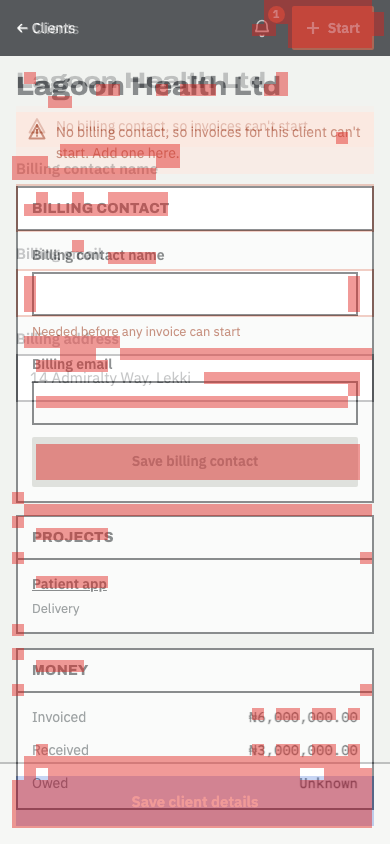 Clients
1
Start
Lagoon Health Ltd
No billing contact, so invoices for this client can't
start. Add one here.
Billing contact name
BILLING CONTACT
Billing email
Billing contact name
Needed before any invoice can start
Billing address
Billing email
14 Admiralty Way, Lekki
Save billing contact
PROJECTS
Patient app
Delivery
MONEY
Invoiced ₦6,000,000.00
Received ₦3,000,000.00
Owed Unknown
Save client details